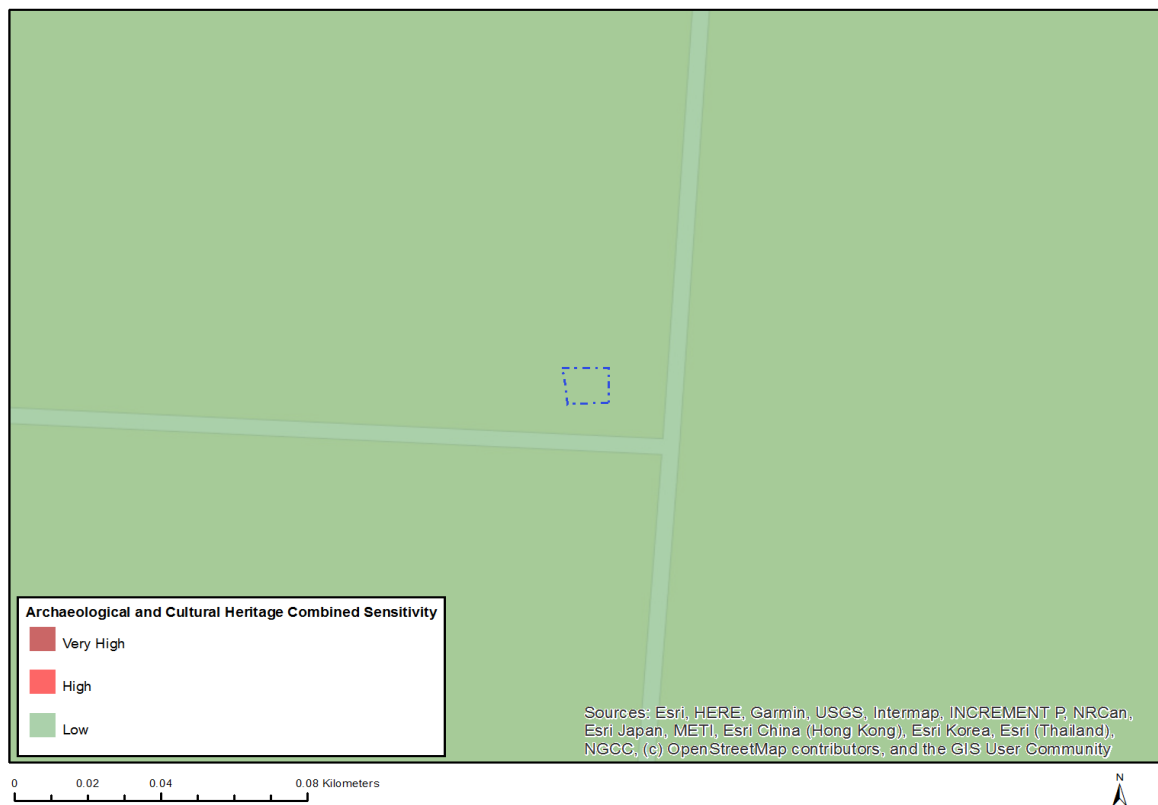 Archaeological and Cultural Heritage Combined Sensitivity
Very High
High
Low
Sources: Esri, HERE, Garmin, USGS, Intermap, INCREMENT P, NRCan,
Esri Japan, METI, Esri China (Hong Kong), Esri Korea, Esri (Thailand),
NGCC, (c) OpenStreetMap contributors, and the GIS User Community
0 0.02 0.04 0.08 Kilometers
N